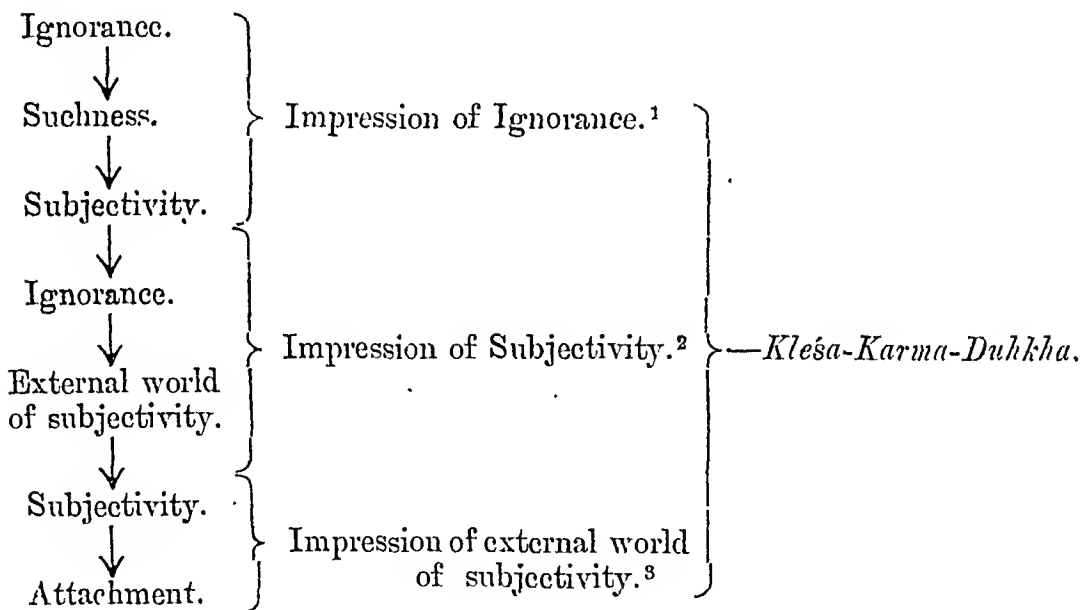 Ignorance.
Suchness.
Impression of Ignorance.¹
Subjectivity.
Ignorance.
Impression of Subjectivity.²
—Kleśa-Karma-Duhkha.
External world
of subjectivity.
Subjectivity.
Impression of external world
of subjectivity.³
Attachment.